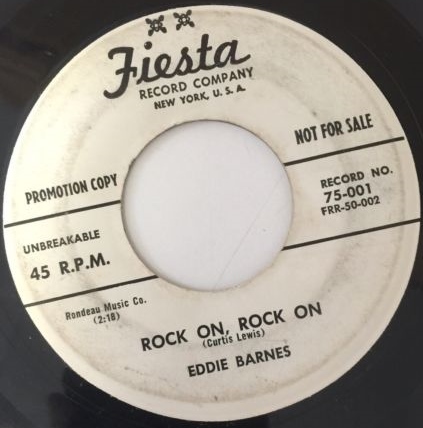 Fiesta
RECORD COMPANY
NEW YORK, U. S. A.
PROMOTION COPY
NOT FOR SALE
UNBREAKABLE
45 R.P.M.
RECORD NO.
75-001
FRR-50-002
Rondeau Music Co.
(2:18)
ROCK ON, ROCK ON
(Curtis Lewis)
EDDIE BARNES